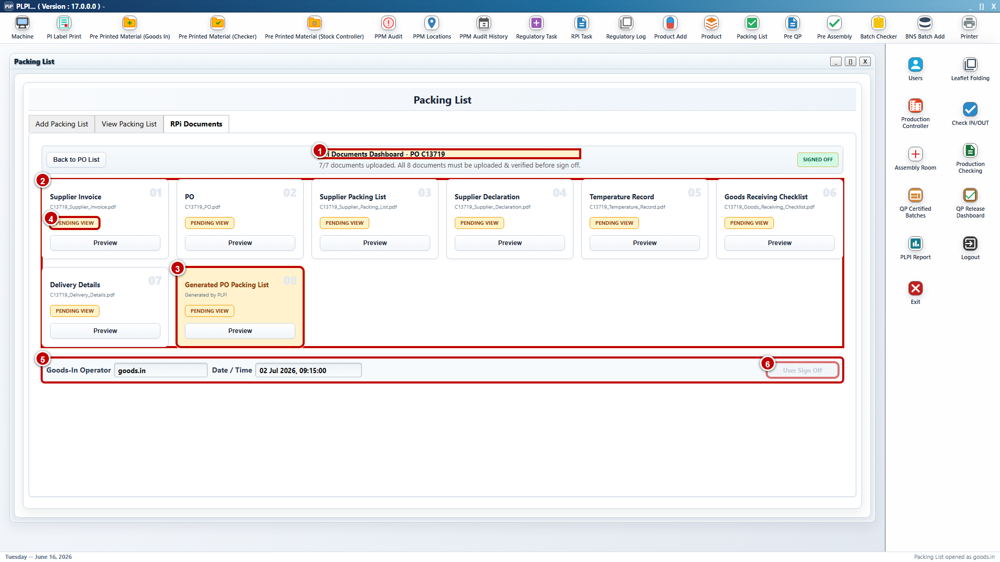 PiP PLPI... ( Version : 17.0.0.0 ) -
_ [] X
Machine
PI Label Print
Pre Printed Material (Goods In)
Pre Printed Material (Checker)
Pre Printed Material (Stock Controller)
PPM Audit
PPM Locations
PPM Audit History
Regulatory Task
RPi Task
Regulatory Log
Product Add
Product
Packing List
Pre QP
Pre Assembly
Batch Checker
BNS Batch Add
Printer
Packing List
_ [] X
Packing List
Add Packing List
View Packing List
RPi Documents
Back to PO List
1
i Documents Dashboard - PO C13719
7/7 documents uploaded. All 8 documents must be uploaded & verified before sign off.
SIGNED OFF
2
01
Supplier Invoice
C13719_Supplier_Invoice.pdf
4
PENDING VIEW
Preview
02
PO
C13719_PO.pdf
PENDING VIEW
Preview
03
Supplier Packing List
C13719_Supplier_Packing_List.pdf
PENDING VIEW
Preview
04
Supplier Declaration
C13719_Supplier_Declaration.pdf
PENDING VIEW
Preview
05
Temperature Record
C13719_Temperature_Record.pdf
PENDING VIEW
Preview
06
Goods Receiving Checklist
C13719_Goods_Receiving_Checklist.pdf
PENDING VIEW
Preview
07
Delivery Details
C13719_Delivery_Details.pdf
PENDING VIEW
Preview
3
08
Generated PO Packing List
Generated by PLPI
PENDING VIEW
Preview
5
Goods-In Operator
goods.in
Date / Time
02 Jul 2026, 09:15:00
6
User Sign Off
Users
Leaflet Folding
Production
Controller
Check IN/OUT
Assembly Room
Production
Checking
QP Certified
Batches
QP Release
Dashboard
PLPI Report
Logout
Exit
Tuesday -- June 16, 2026
Packing List opened as goods.in